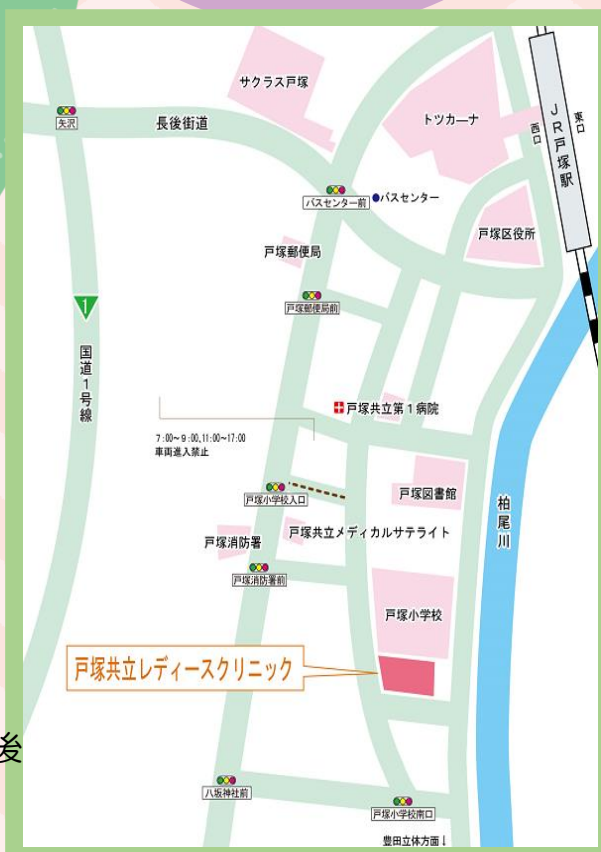 サクラス戸塚
トツカーナ
JR戸塚駅
東口
西口
矢沢
長後街道
バスセンター前
バスセンター
戸塚区役所
戸塚郵便局
戸塚郵便局前
1
国道1号線
戸塚共立第1病院
7:00~9:00,11:00~17:00
車両進入禁止
戸塚小学校入口
戸塚図書館
柏尾川
戸塚消防署
戸塚共立メディカルサテライト
戸塚消防署前
戸塚小学校
戸塚共立レディースクリニック
後
八坂神社前
戸塚小学校南口
豊田立体方面↓